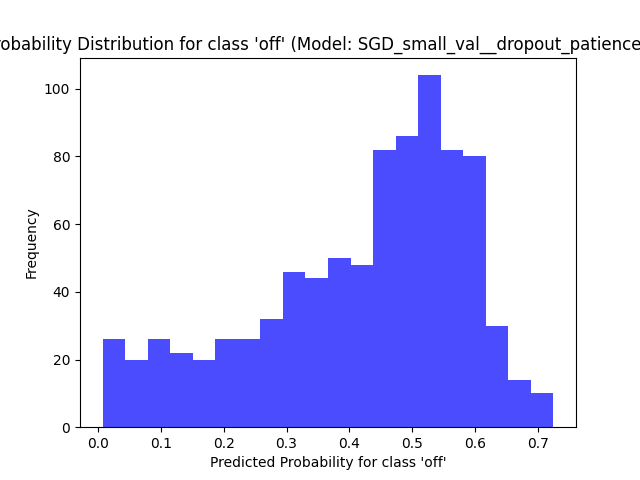 robability Distribution for class 'off' (Model: SGD_small_val__dropout_patience
100
80
60
40
20
0
Frequency
0.0 0.1 0.2 0.3 0.4 0.5 0.6 0.7
Predicted Probability for class 'off'